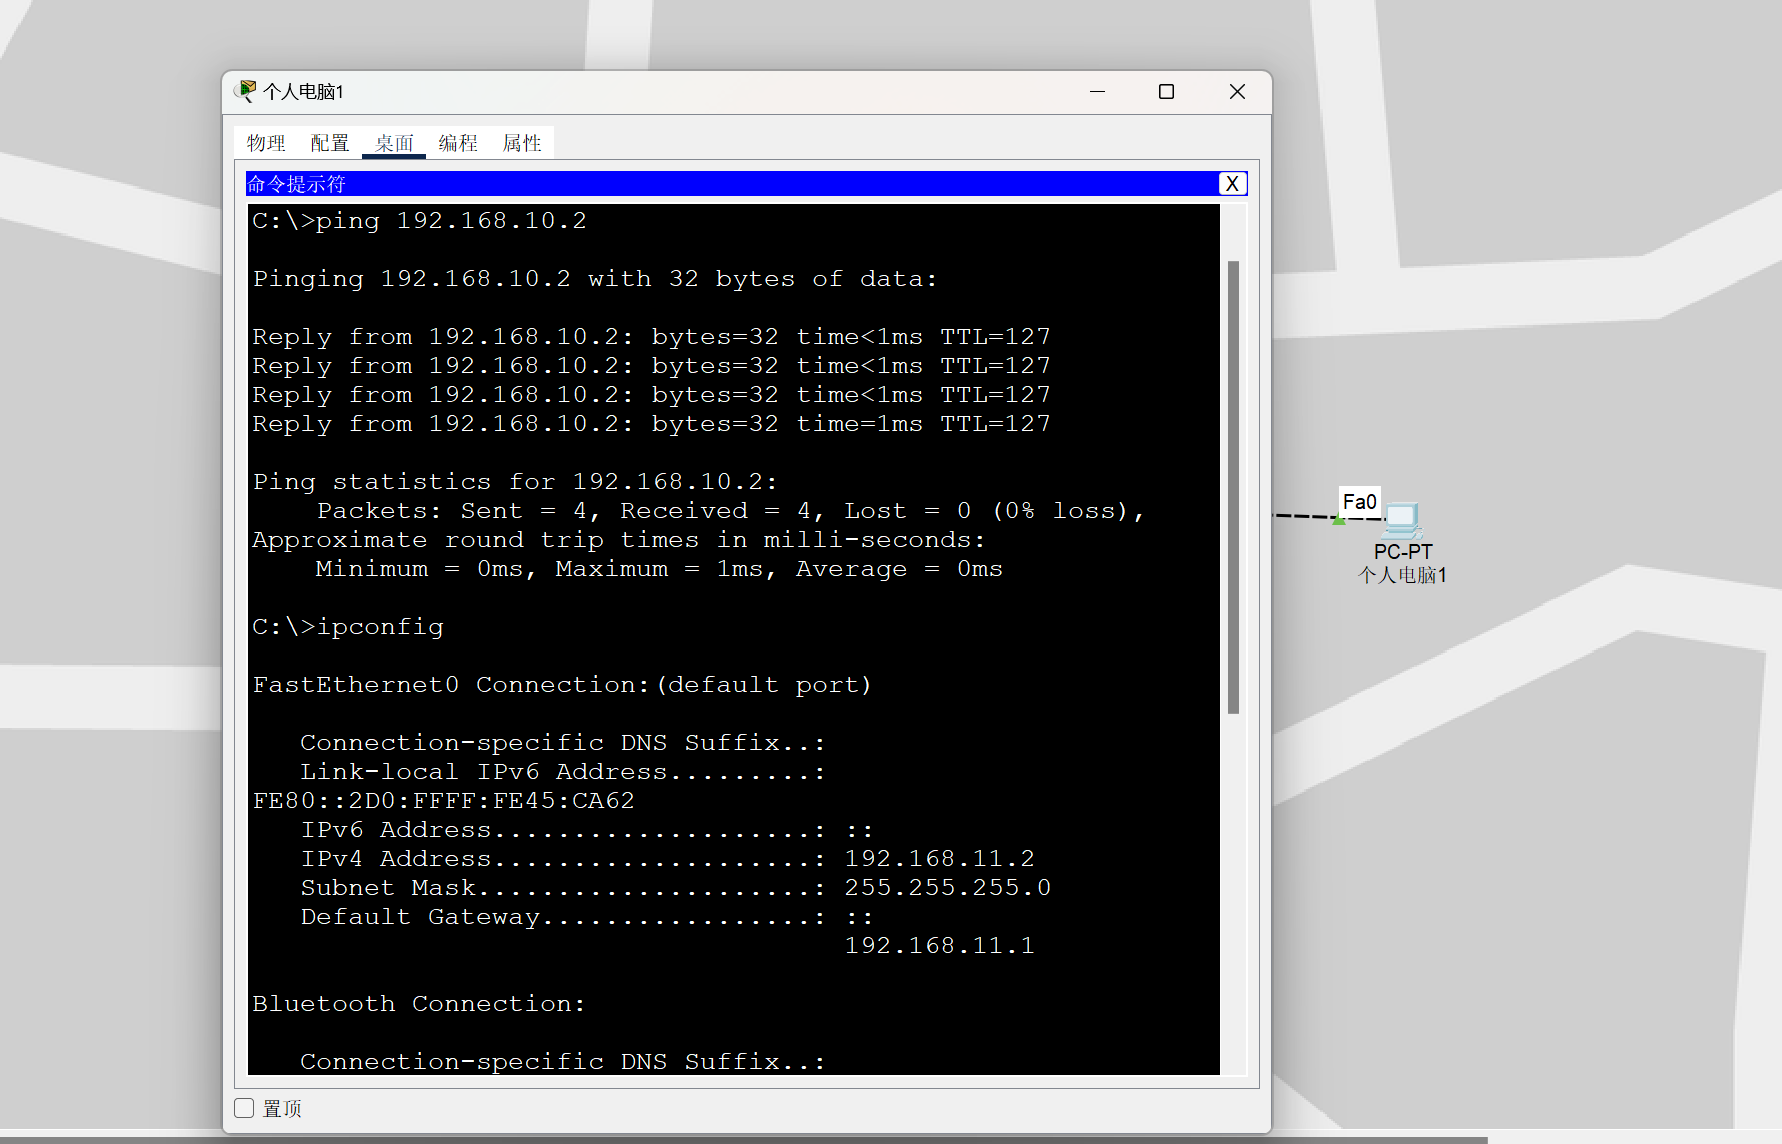 个人电脑1
物理 配置 桌面 编程 属性
命令提示符 X
C:\>ping 192.168.10.2
Pinging 192.168.10.2 with 32 bytes of data:
Reply from 192.168.10.2: bytes=32 time<1ms TTL=127
Reply from 192.168.10.2: bytes=32 time<1ms TTL=127
Reply from 192.168.10.2: bytes=32 time<1ms TTL=127
Reply from 192.168.10.2: bytes=32 time=1ms TTL=127
Ping statistics for 192.168.10.2:
Packets: Sent = 4, Received = 4, Lost = 0 (0% loss),
Approximate round trip times in milli-seconds:
Minimum = 0ms, Maximum = 1ms, Average = 0ms
C:\>ipconfig
FastEthernet0 Connection:(default port)
Connection-specific DNS Suffix..:
Link-local IPv6 Address.........:
FE80::2D0:FFFF:FE45:CA62
IPv6 Address....................: ::
IPv4 Address....................: 192.168.11.2
Subnet Mask.....................: 255.255.255.0
Default Gateway.................: ::
192.168.11.1
Bluetooth Connection:
Connection-specific DNS Suffix..:
置顶
Fa0
PC-PT
个人电脑1